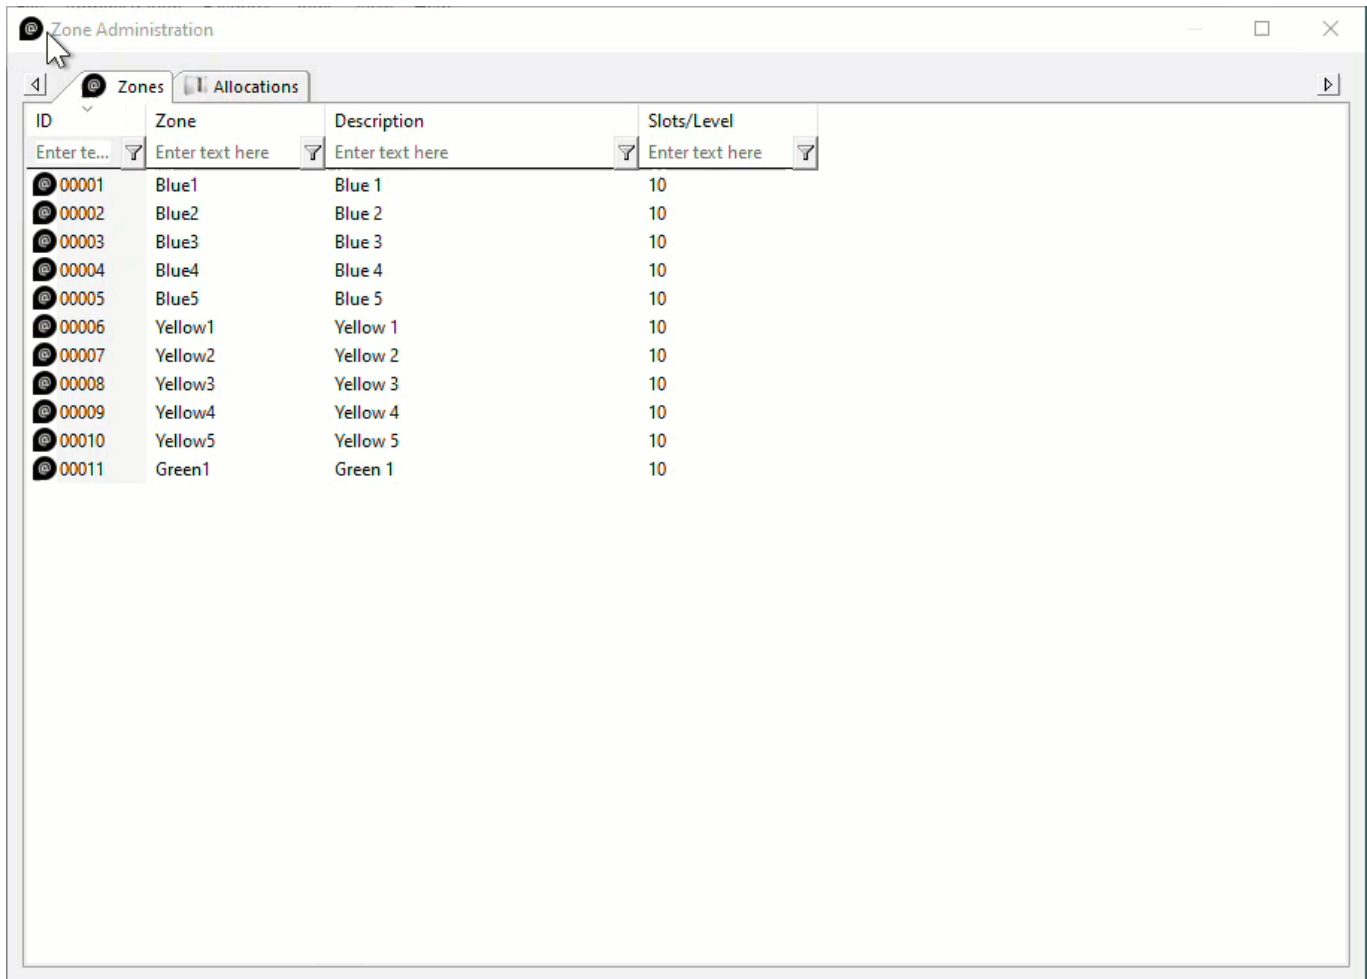 Zone Administration
Zones Allocations
ID Zone Description Slots/Level
Enter te... Enter text here Enter text here Enter text here
@ 00001 Blue1 Blue 1 10
@ 00002 Blue2 Blue 2 10
@ 00003 Blue3 Blue 3 10
@ 00004 Blue4 Blue 4 10
@ 00005 Blue5 Blue 5 10
@ 00006 Yellow1 Yellow 1 10
@ 00007 Yellow2 Yellow 2 10
@ 00008 Yellow3 Yellow 3 10
@ 00009 Yellow4 Yellow 4 10
@ 00010 Yellow5 Yellow 5 10
@ 00011 Green1 Green 1 10